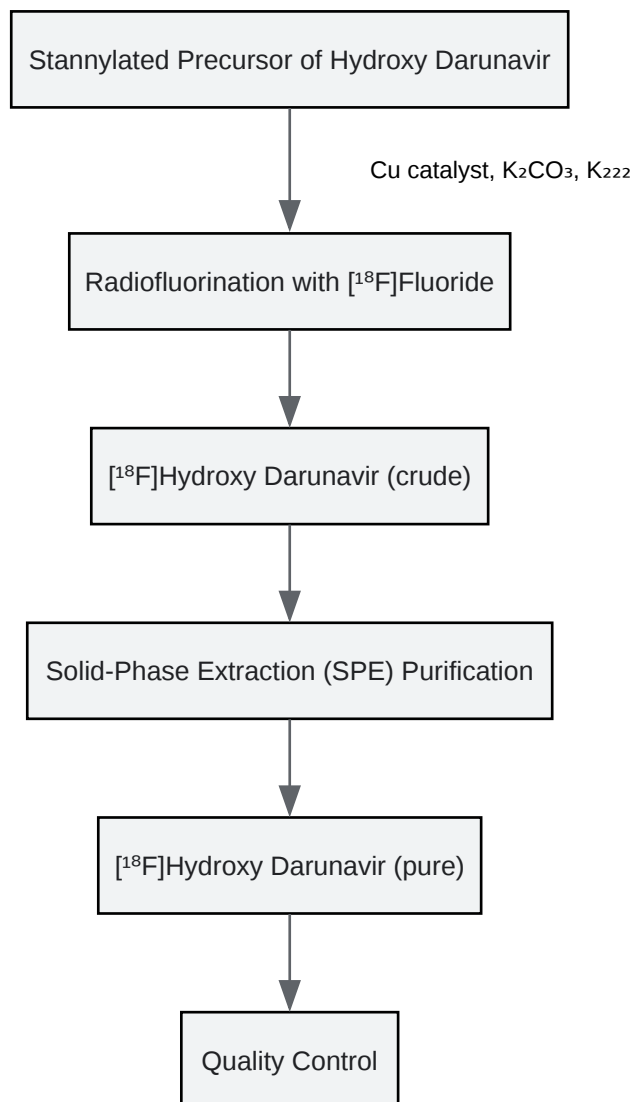 Stannylated Precursor of Hydroxy Darunavir
Cu catalyst, K₂CO₃, K₂₂₂
Radiofluorination with [¹⁸F]Fluoride
[¹⁸F]Hydroxy Darunavir (crude)
Solid-Phase Extraction (SPE) Purification
[¹⁸F]Hydroxy Darunavir (pure)
Quality Control